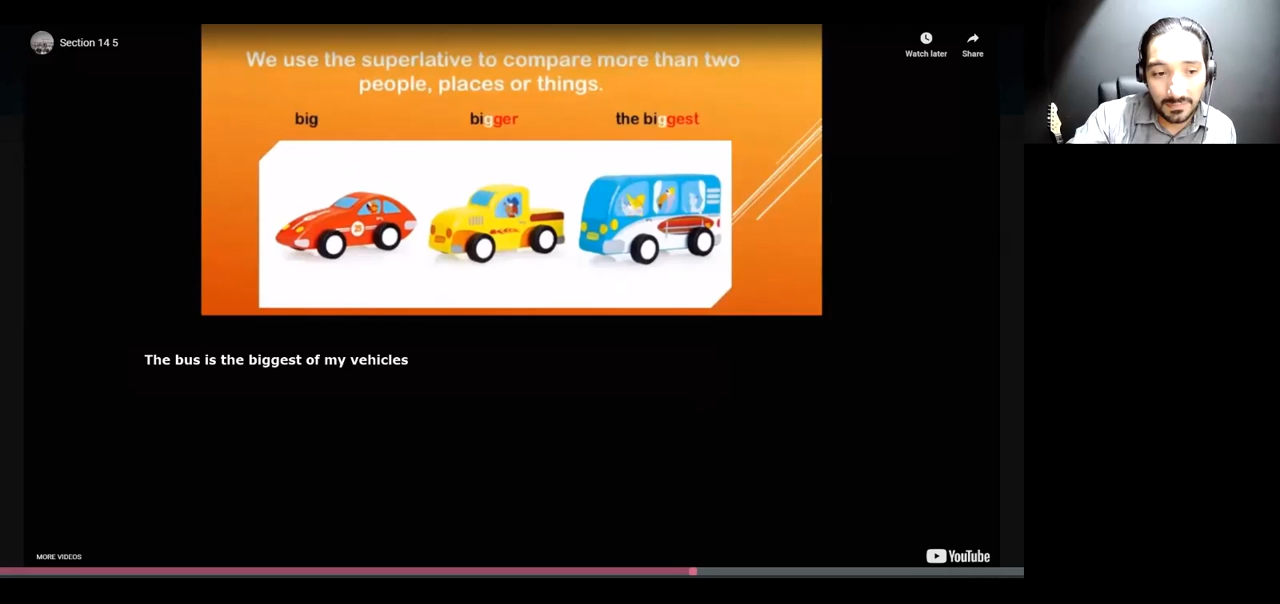 Section 14 5
Watch later
Share
We use the superlative to compare more than two
people, places or things.
big bigger the biggest
The bus is the biggest of my vehicles
MORE VIDEOS
YouTube